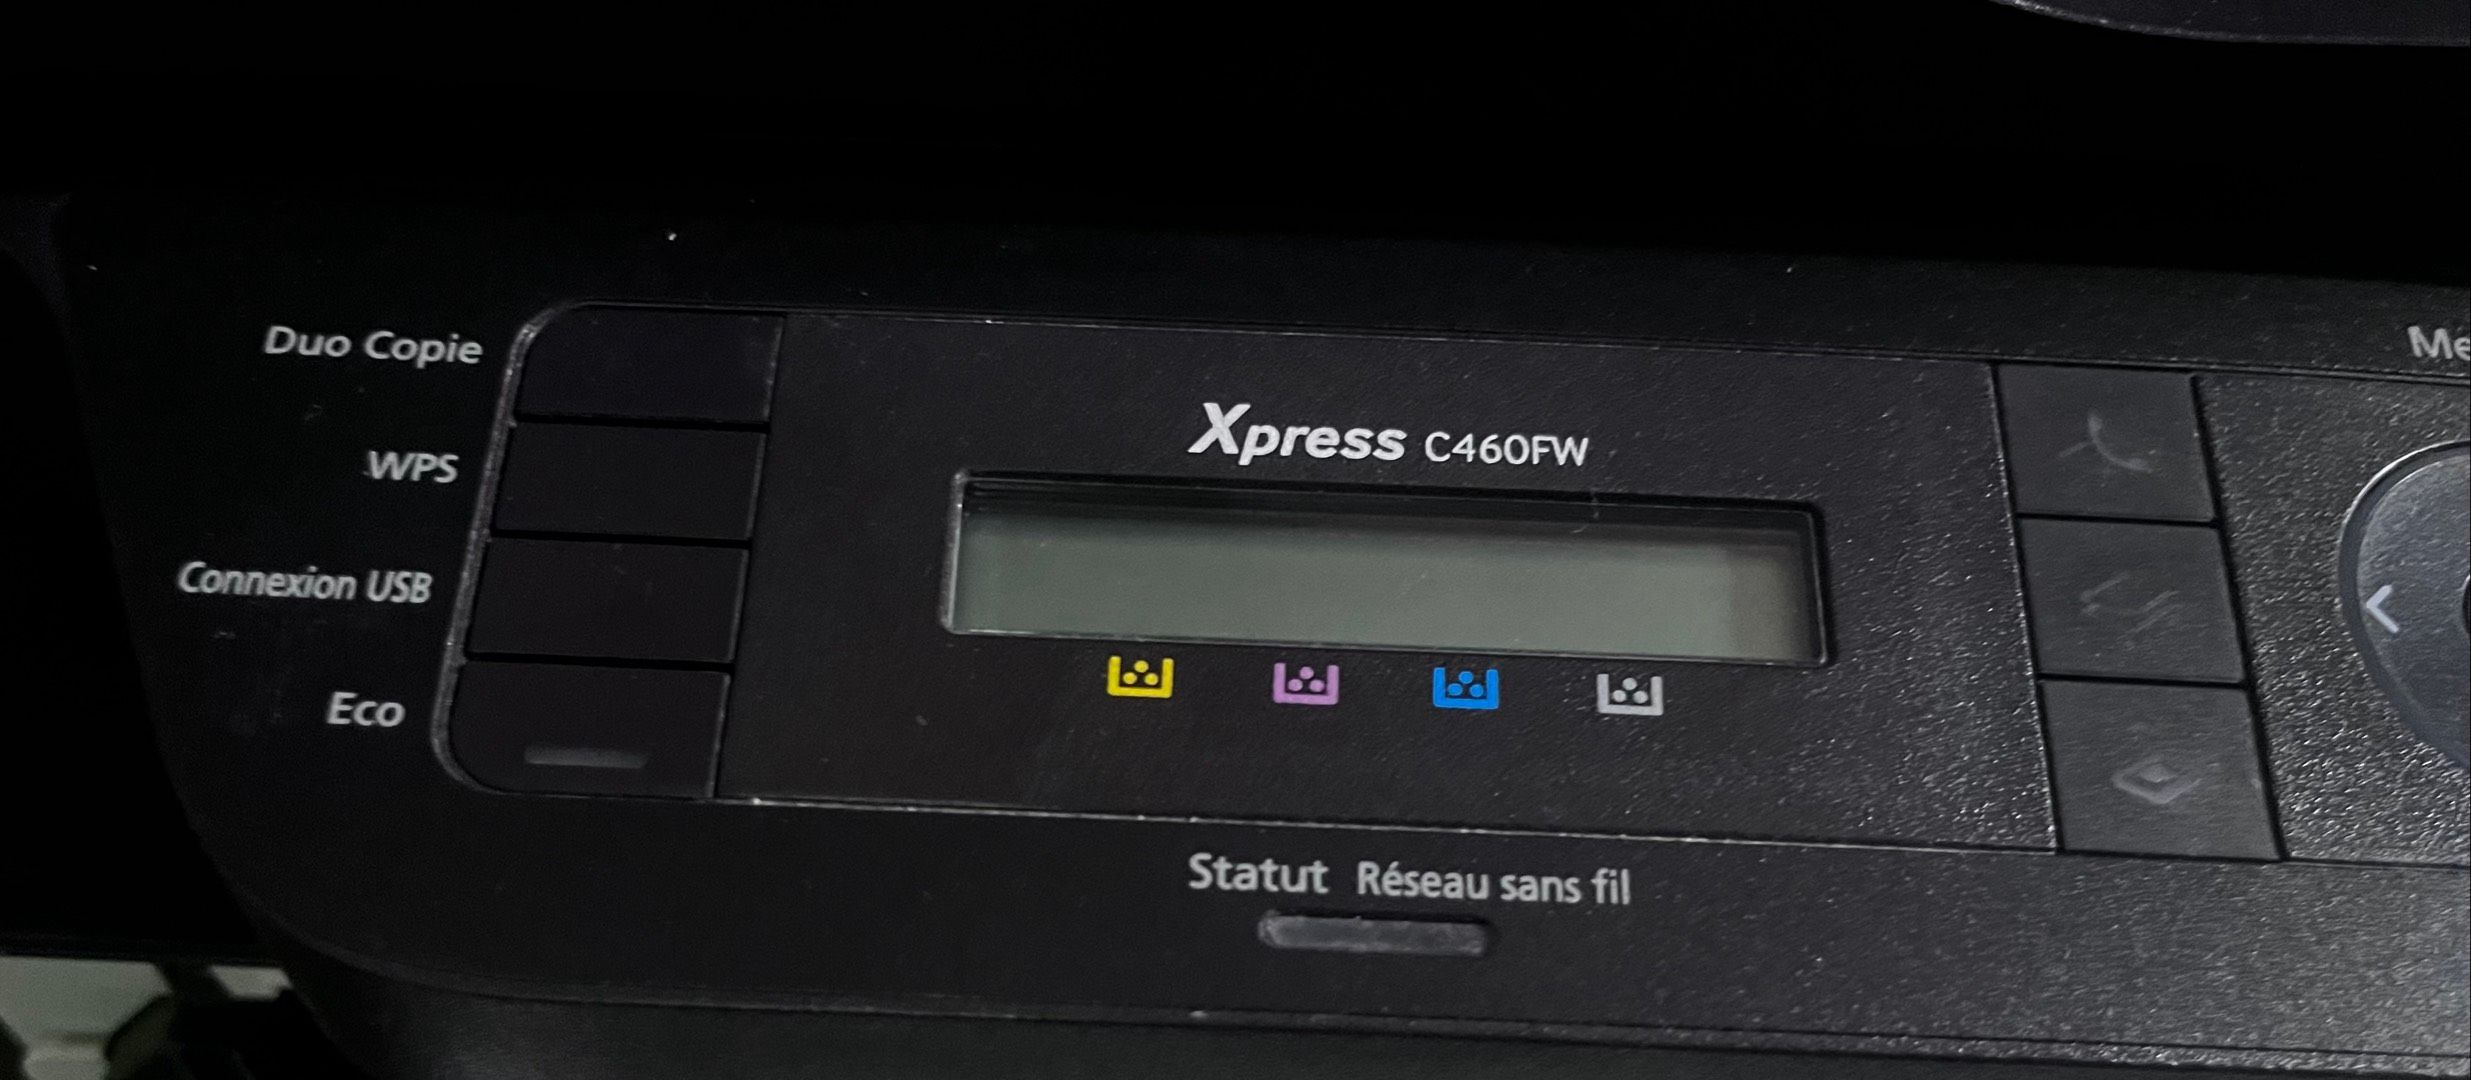 Duo Copie
WPS
Connexion USB
Eco
Xpress C460FW
Statut Réseau sans fil